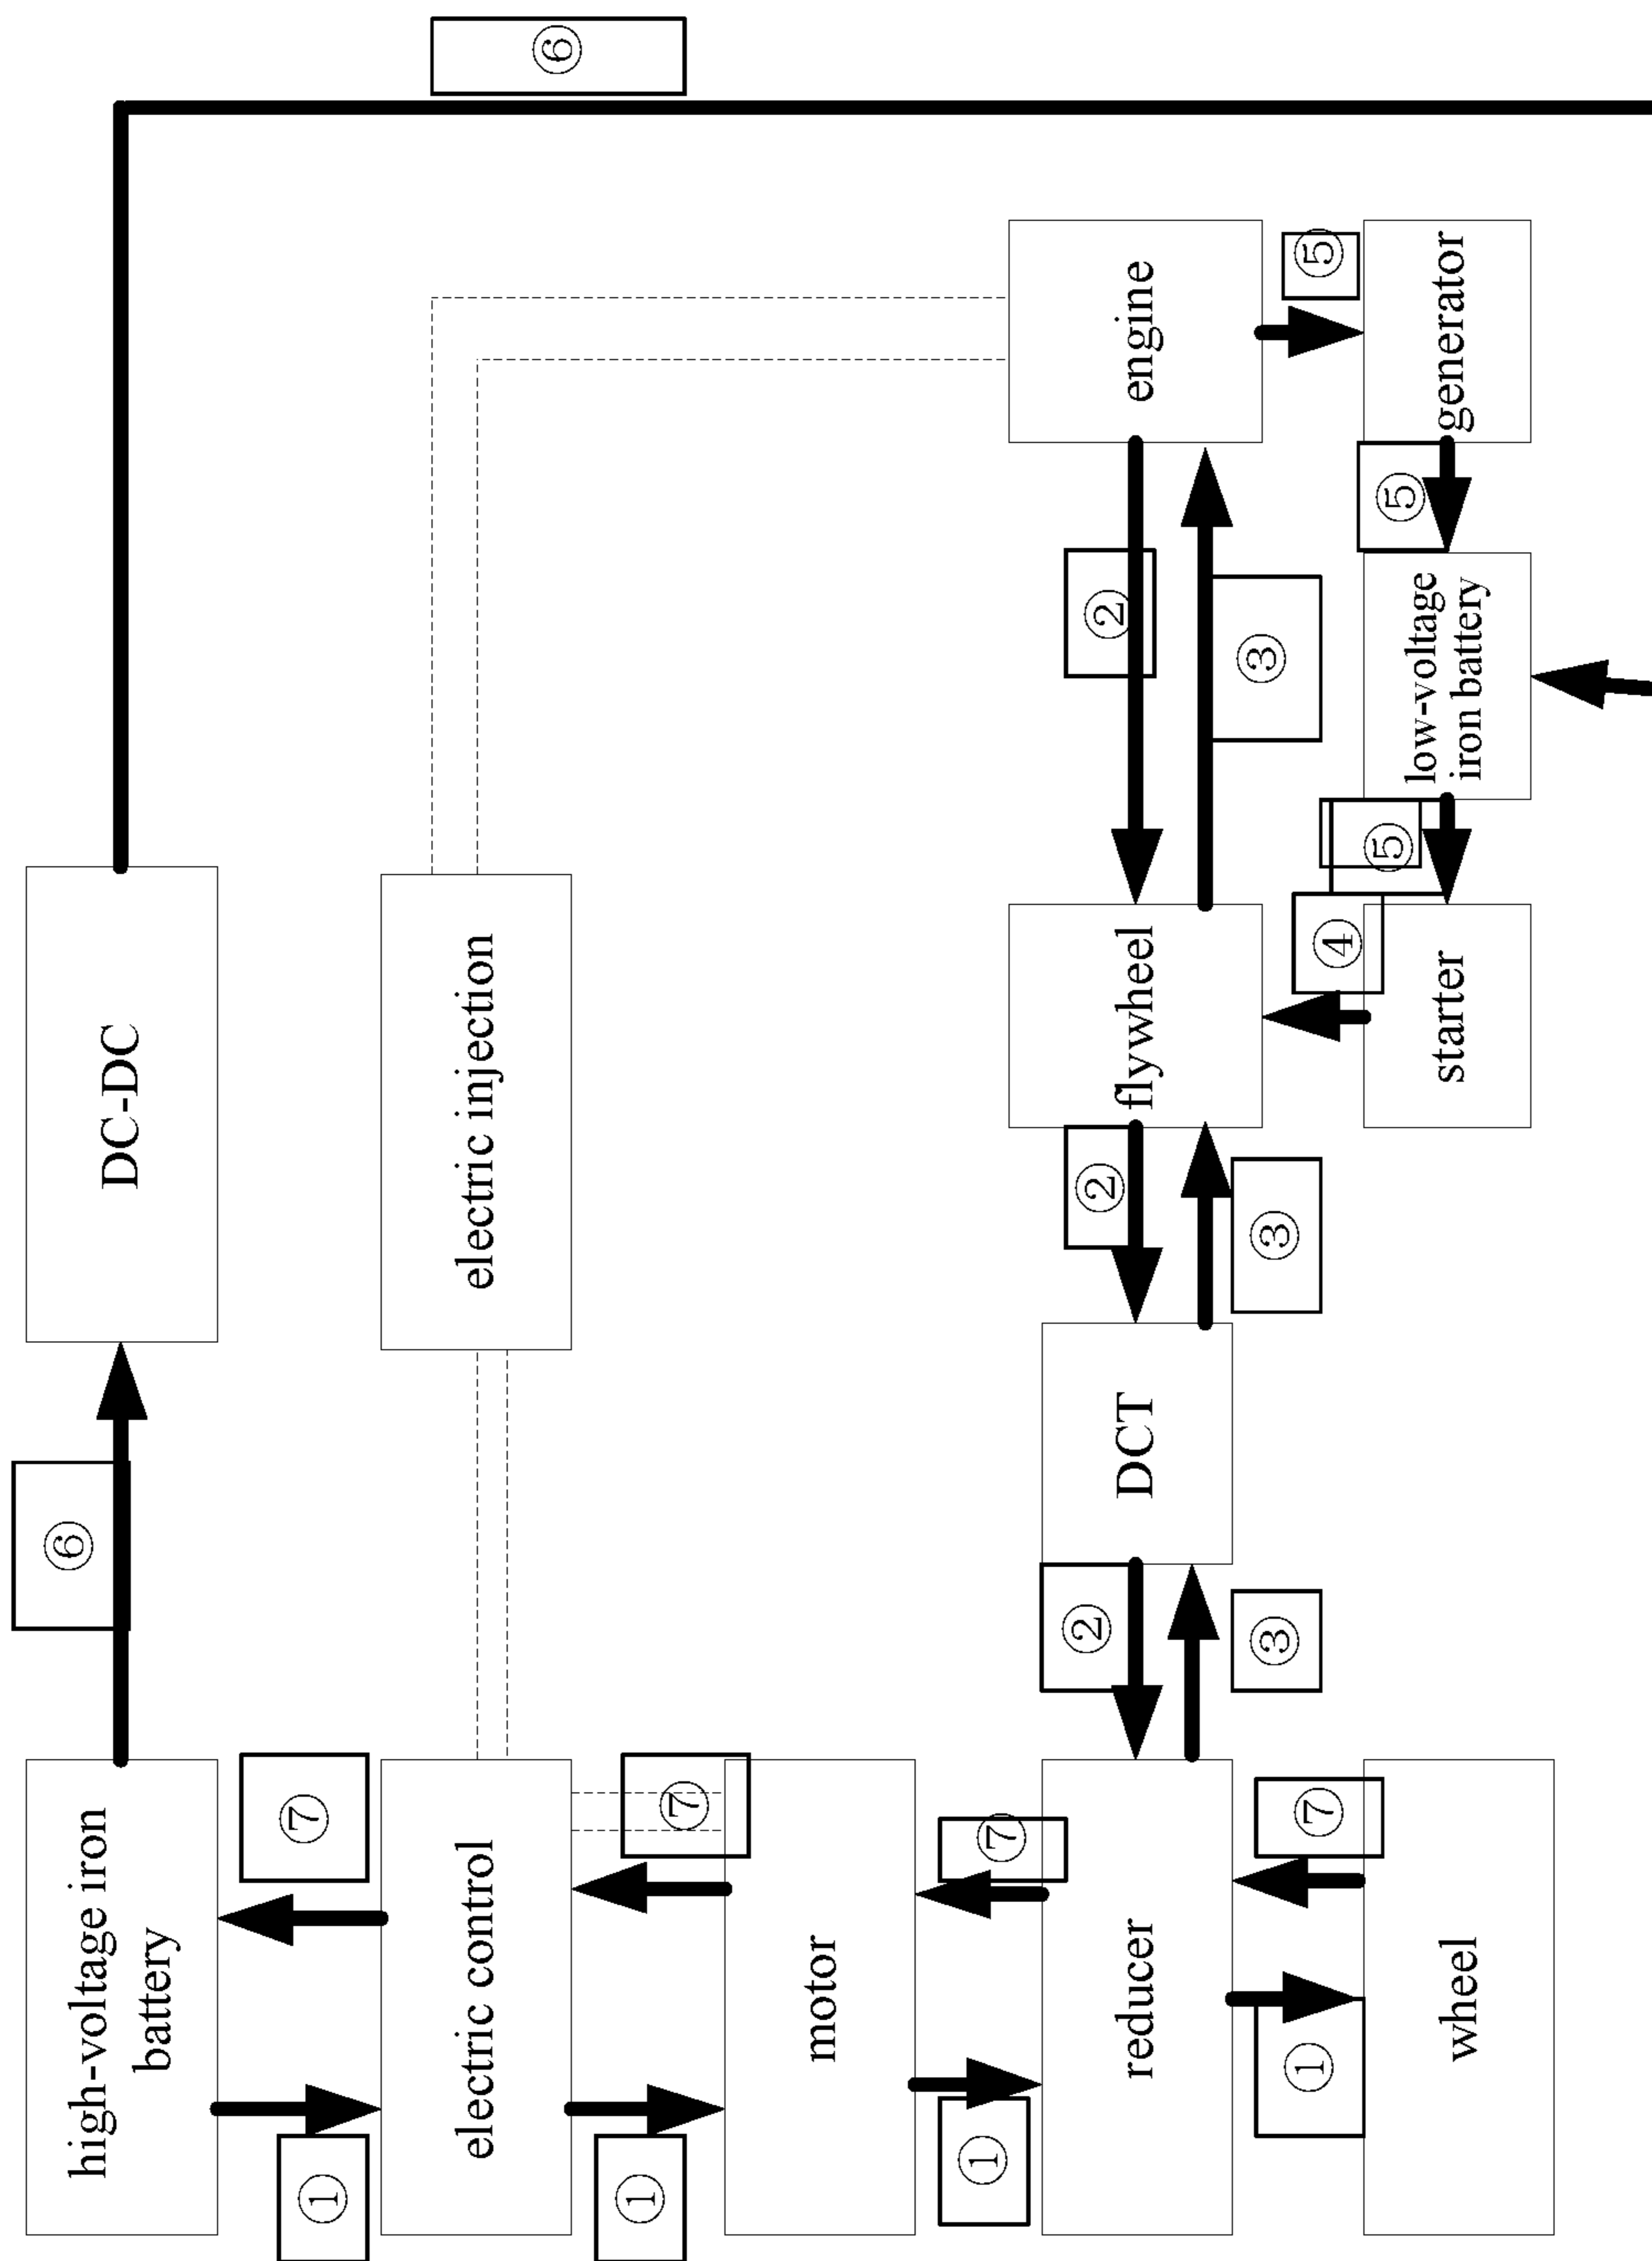 ⑥
high-voltage iron
battery
DC-DC
①
⑦
electric control
electric injection
⑥
①
⑦
motor
①
⑦
reducer
②
DCT
②
flywheel
②
engine
③
③
③
①
⑦
④
⑤
⑤
⑤
wheel
starter
low-voltage
iron battery
generator